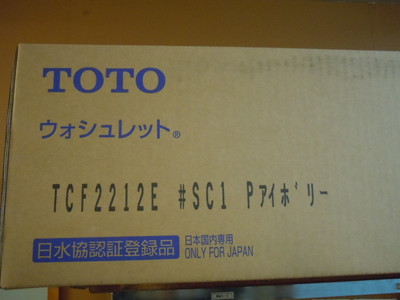 TOTO
ウォシュレット®
TCF2212E #SC1 Pアイボリー
日水協認証登録品
日本国内専用
ONLY FOR JAPAN